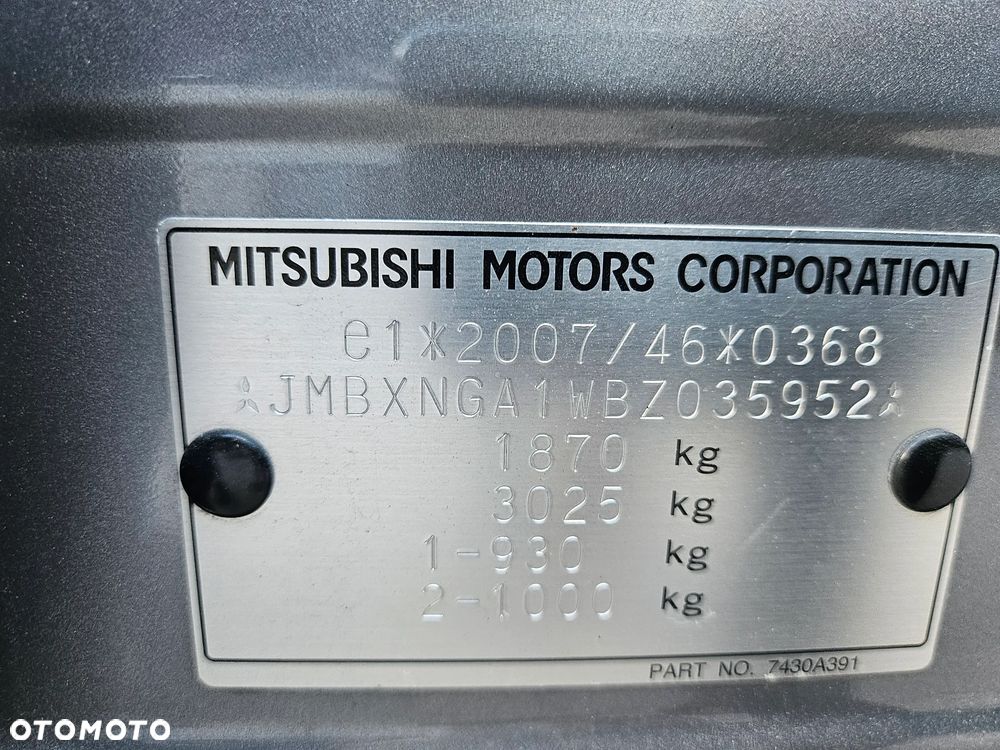 MITSUBISHI MOTORS CORPORATION
e1*2007/46*0368
JMBXNGA1WBZ035952
1870 kg
3025 kg
1-930 kg
2-1000 kg
PART NO. 7430A391
OTOMOTO